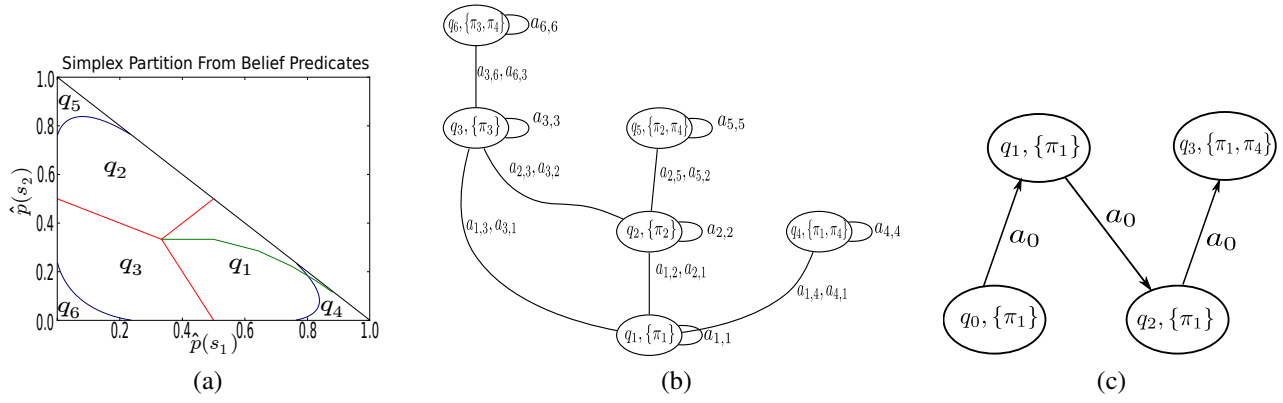 Simplex Partition From Belief Predicates
1.0
0.8
0.6
0.4
0.2
0.0
0.2
0.4
0.6
0.8
1.0
p̂(s₂)
p̂(s₁)
q₅
q₂
q₃
q₁
q₆
q₄
(a)
q₆, {π₃, π₄}
a₆,₆
a₃,₆, a₆,₃
q₃, {π₃}
a₃,₃
q₅, {π₂, π₄}
a₅,₅
a₂,₃, a₃,₂
a₂,₅, a₅,₂
a₁,₃, a₃,₁
q₂, {π₂}
a₂,₂
q₄, {π₁, π₄}
a₄,₄
a₁,₂, a₂,₁
a₁,₄, a₄,₁
q₁, {π₁}
a₁,₁
(b)
q₁, {π₁}
q₃, {π₁, π₄}
a₀
a₀
a₀
q₀, {π₁}
q₂, {π₁}
(c)